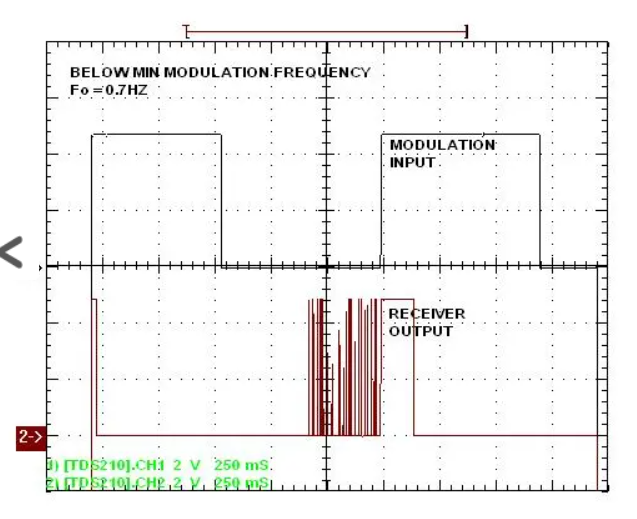 BELOW MIN MODULATION FREQUENCY
Fo = 0.7HZ
MODULATION
INPUT
RECEIVER
OUTPUT
2->
1) [TDS210].CH1 2 V 250 mS
2) [TDS210].CH2 2 V 250 mS